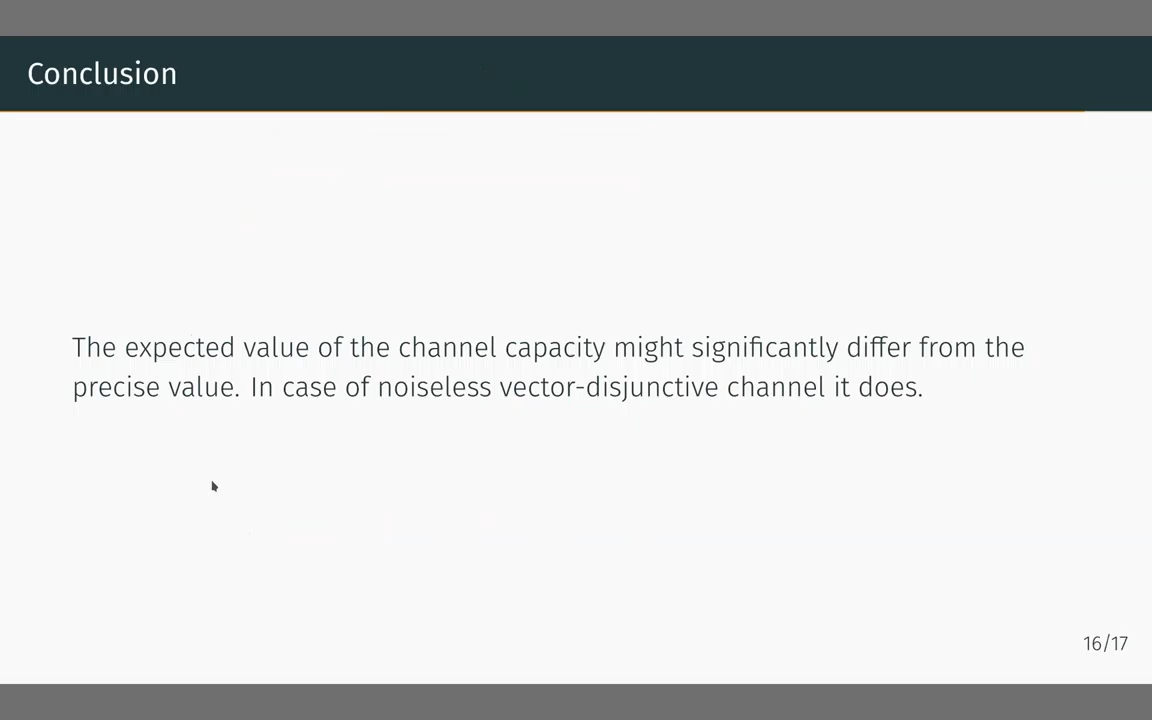 Conclusion
The expected value of the channel capacity might significantly differ from the
precise value. In case of noiseless vector-disjunctive channel it does.
16/17